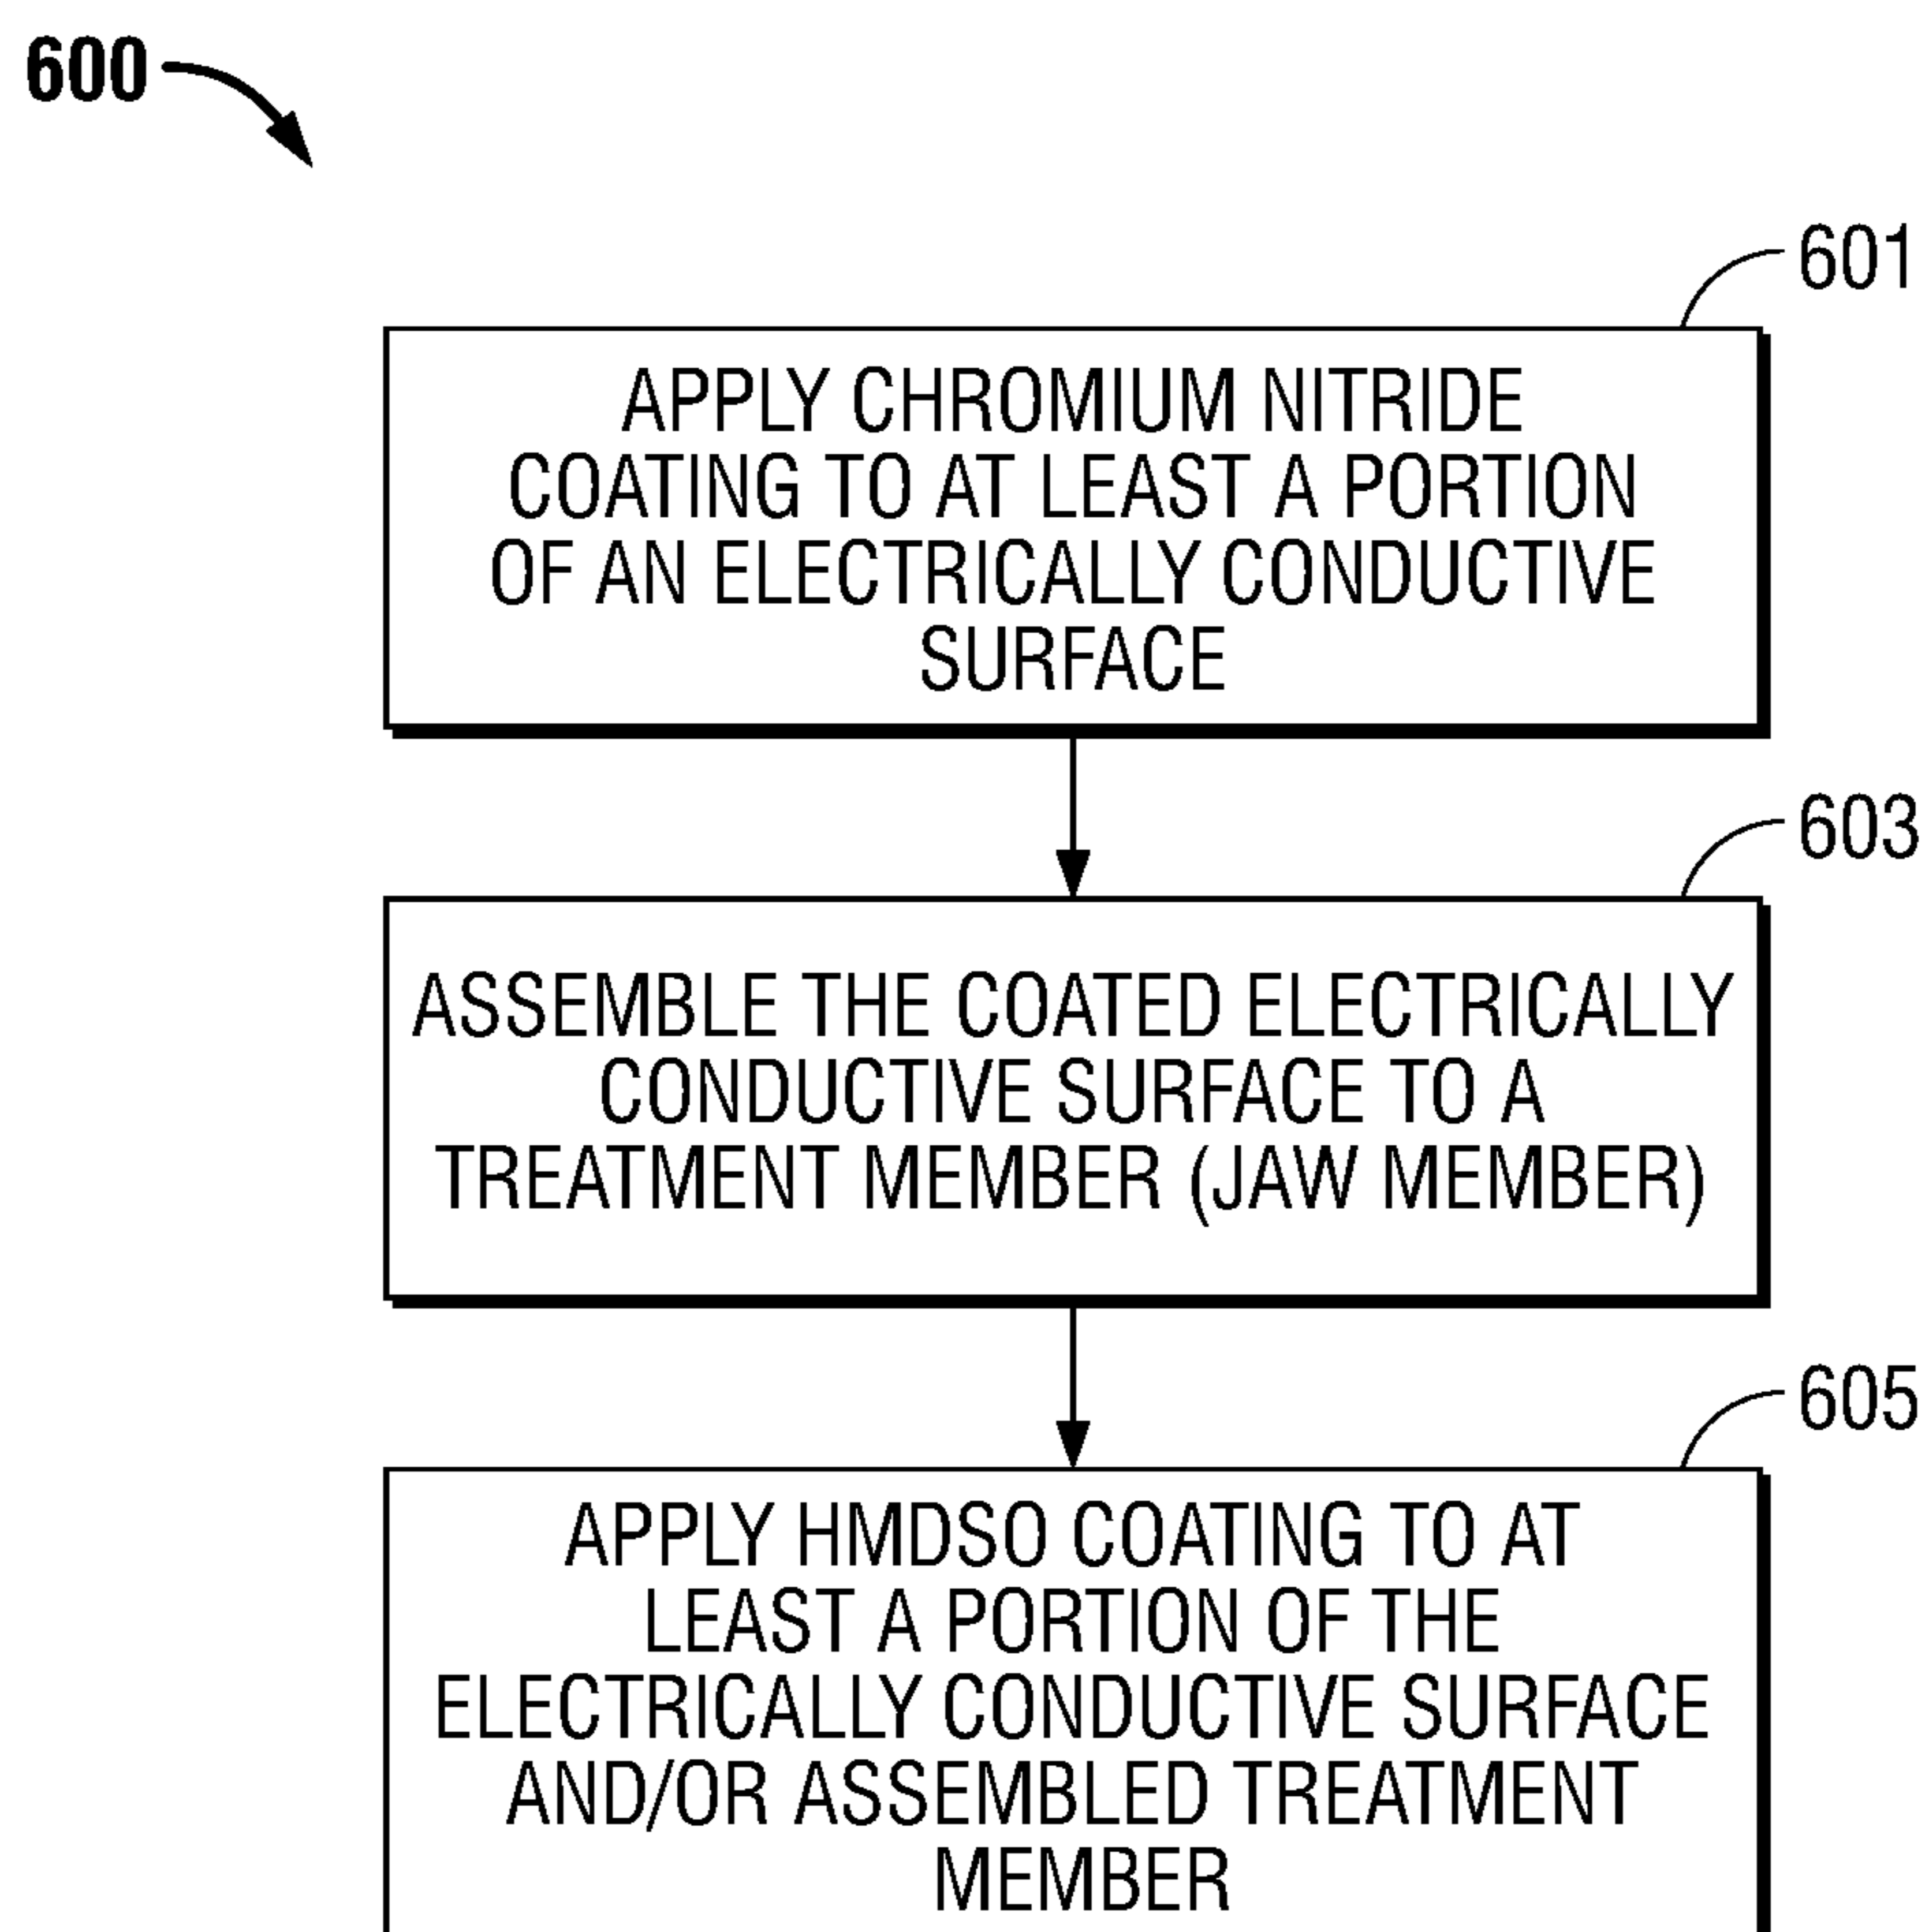 600
601
APPLY CHROMIUM NITRIDE
COATING TO AT LEAST A PORTION
OF AN ELECTRICALLY CONDUCTIVE
SURFACE
603
ASSEMBLE THE COATED ELECTRICALLY
CONDUCTIVE SURFACE TO A
TREATMENT MEMBER (JAW MEMBER)
605
APPLY HMDSO COATING TO AT
LEAST A PORTION OF THE
ELECTRICALLY CONDUCTIVE SURFACE
AND/OR ASSEMBLED TREATMENT
MEMBER